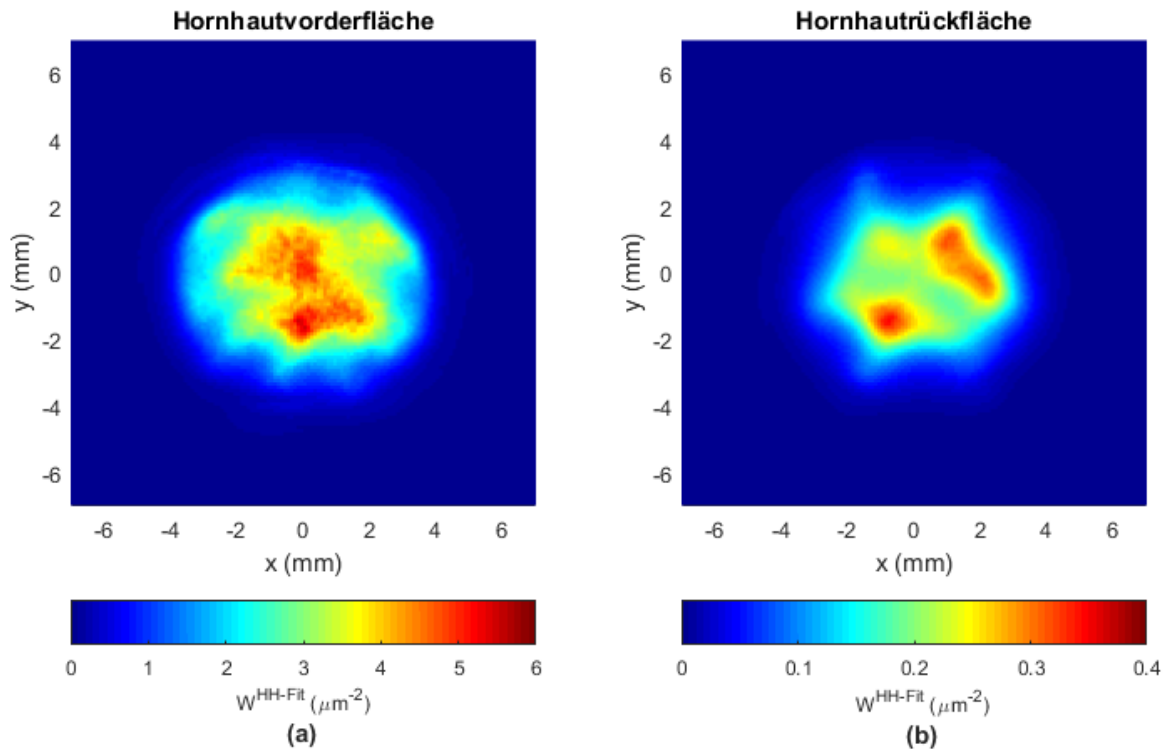 Hornhautvorderfläche
6
4
2
0
-2
-4
-6
y (mm)
-6 -4 -2 0 2 4 6
x (mm)
0 1 2 3 4 5 6
W^HH-Fit (μm^-2)
(a)
Hornhautrückfläche
6
4
2
0
-2
-4
-6
y (mm)
-6 -4 -2 0 2 4 6
x (mm)
0 0.1 0.2 0.3 0.4
W^HH-Fit (μm^-2)
(b)